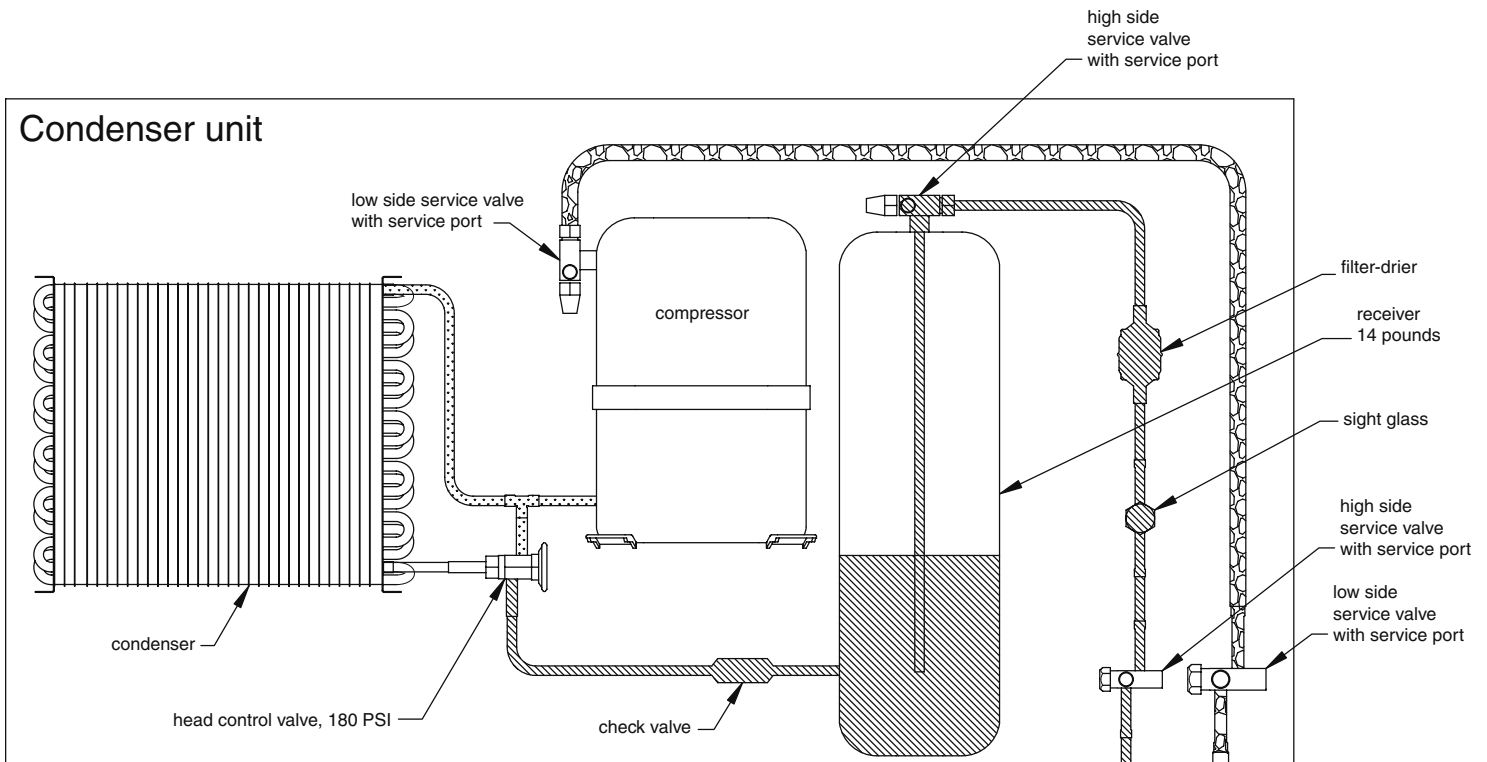 high side
service valve
with service port
Condenser unit
low side service valve
with service port
compressor
filter-drier
receiver
14 pounds
sight glass
high side
service valve
with service port
low side
service valve
with service port
condenser
head control valve, 180 PSI
check valve